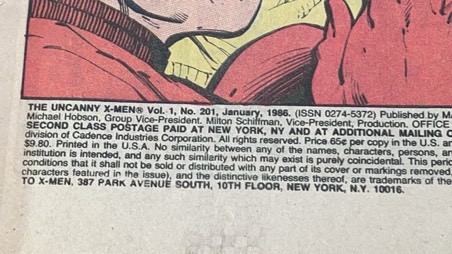 THE UNCANNY X-MEN® Vol. 1, No. 201, January, 1986. (ISSN 0274-5372) Published by
Michael Hobson, Group Vice-President. Milton Schiffman, Vice-President, Production. OFFICE
SECOND CLASS POSTAGE PAID AT NEW YORK, NY AND AT ADDITIONAL MAILING
division of Cadence Industries Corporation. All rights reserved. Price 65¢ per copy in the U.S.
$9.80. Printed in the U.S.A. No similarity between any of the names, characters, persons,
institution is intended, and any such similarity which may exist is purely coincidental. This
conditions that it shall not be sold or distributed with any part of its cover or markings removed,
characters featured in the issue), and the distinctive likenesses thereof, are trademarks of the
TO X-MEN, 387 PARK AVENUE SOUTH, 10TH FLOOR, NEW YORK, N.Y. 10016.